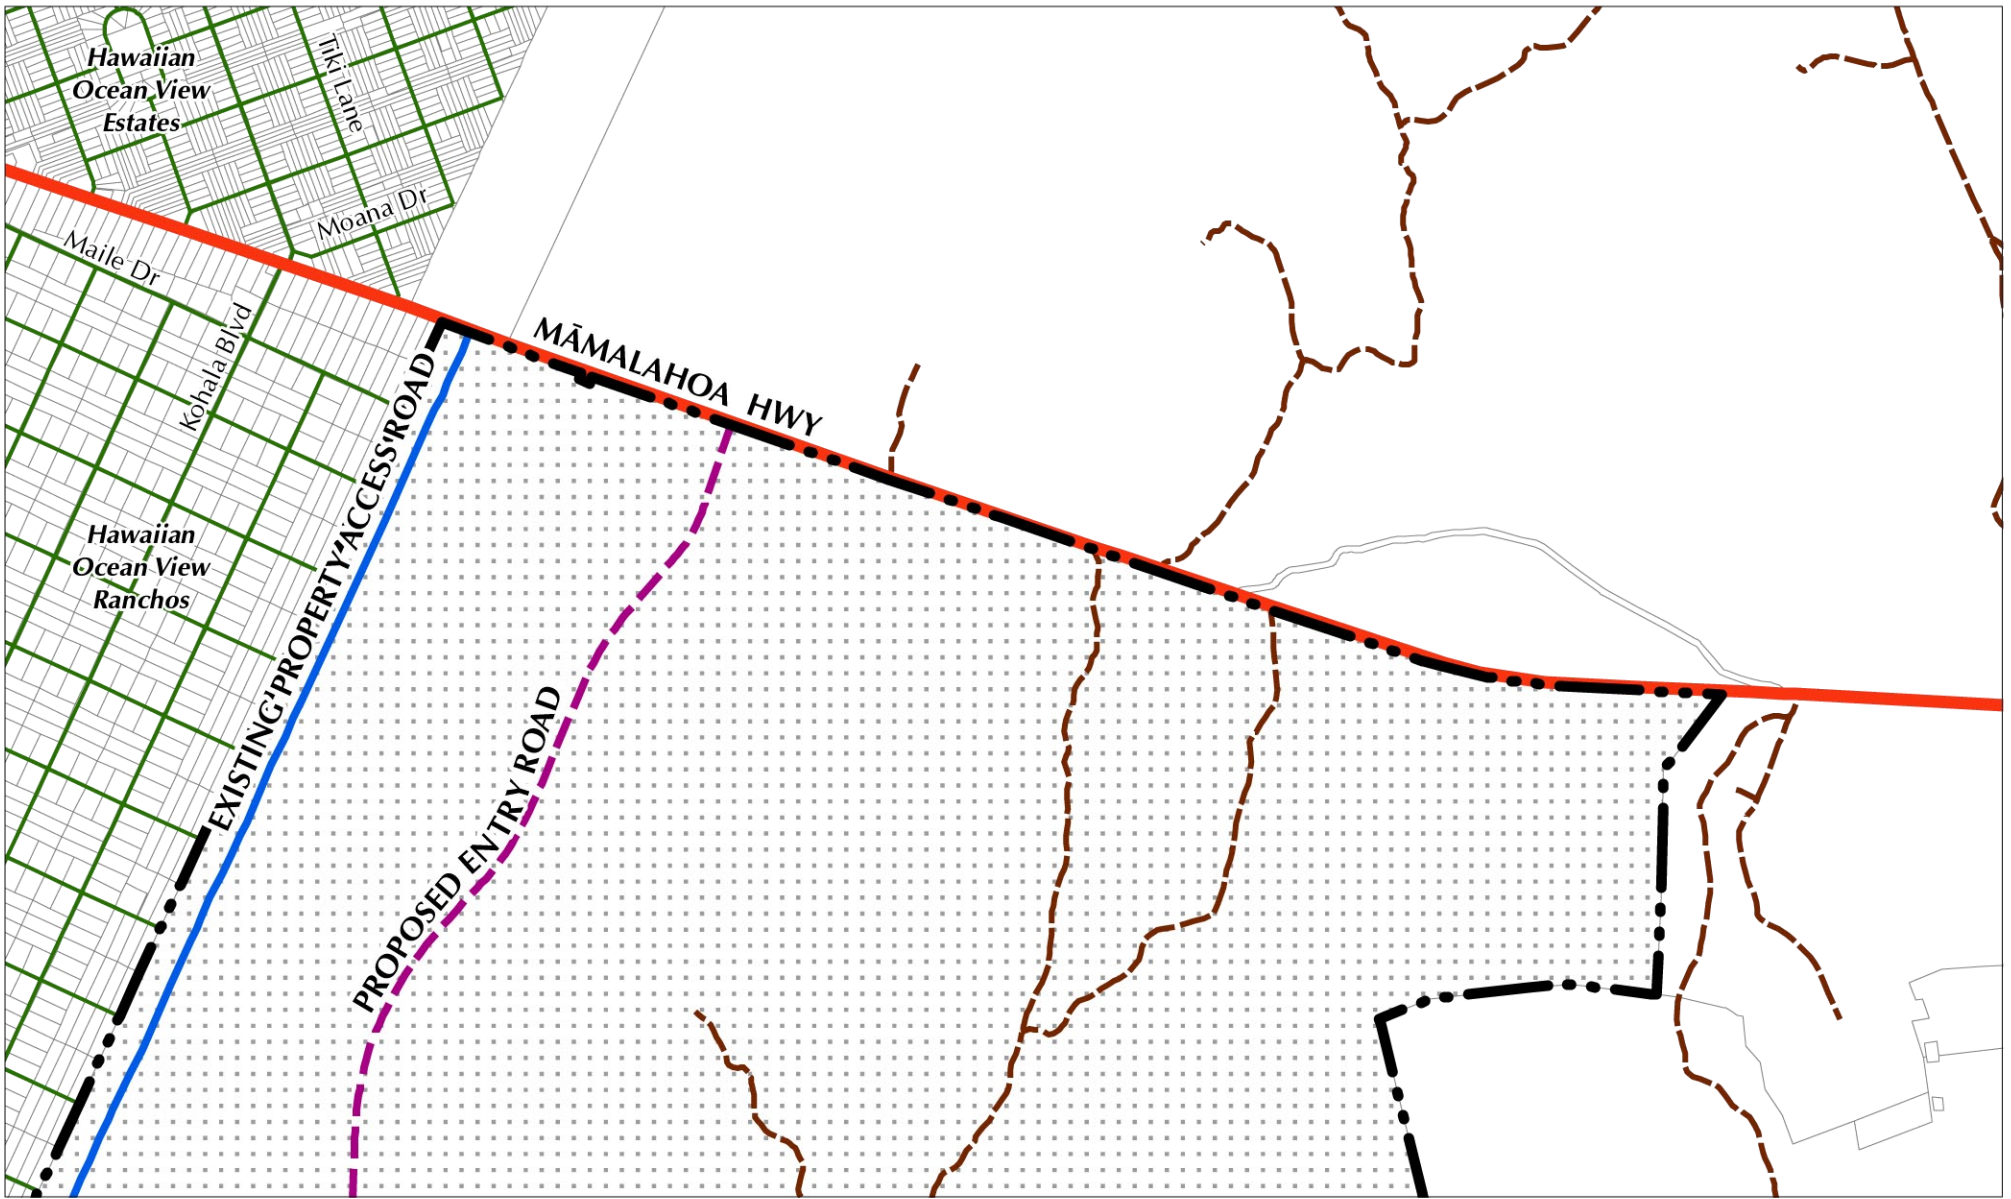 Hawaiian
Ocean View
Estates
Tiki Lane
Moana Dr
Maile Dr
Kohala Blvd
MĀMALAHOA HWY
EXISTING PROPERTY ACCESS ROAD
Hawaiian
Ocean View
Ranchos
PROPOSED ENTRY ROAD